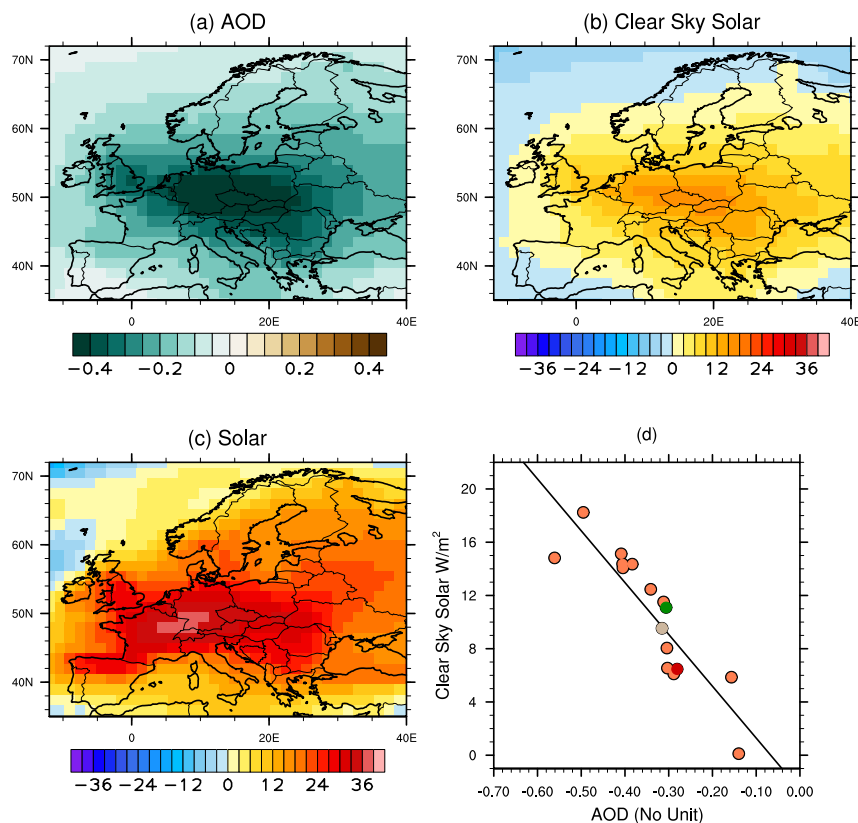 (a) AOD
70N
60N
50N
40N
0 20E 40E
−0.4 −0.2 0 0.2 0.4
(b) Clear Sky Solar
70N
60N
50N
40N
0 20E 40E
−36 −24 −12 0 12 24 36
(c) Solar
70N
60N
50N
40N
0 20E 40E
−36 −24 −12 0 12 24 36
(d)
Clear Sky Solar W/m²
20
16
12
8
4
0
-0.70 -0.60 -0.50 -0.40 -0.30 -0.20 -0.10 0.00
AOD (No Unit)